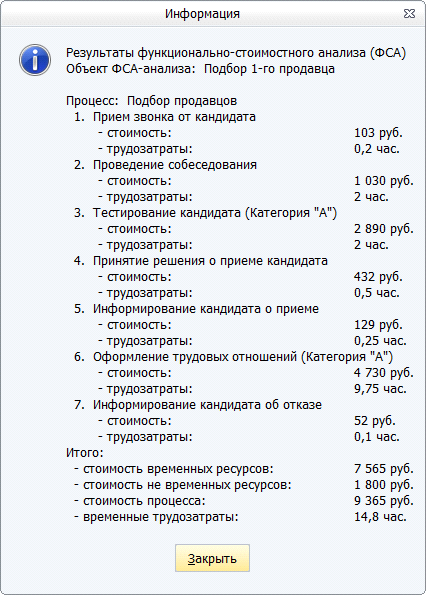 Информация
Результаты функционально-стоимостного анализа (ФСА)
Объект ФСА-анализа: Подбор 1-го продавца
Процесс: Подбор продавцов
1. Прием звонка от кандидата
- стоимость: 103 руб.
- трудозатраты: 0,2 час.
2. Проведение собеседования
- стоимость: 1 030 руб.
- трудозатраты: 2 час.
3. Тестирование кандидата (Категория "А")
- стоимость: 2 890 руб.
- трудозатраты: 2 час.
4. Принятие решения о приеме кандидата
- стоимость: 432 руб.
- трудозатраты: 0,5 час.
5. Информирование кандидата о приеме
- стоимость: 129 руб.
- трудозатраты: 0,25 час.
6. Оформление трудовых отношений (Категория "А")
- стоимость: 4 730 руб.
- трудозатраты: 9,75 час.
7. Информирование кандидата об отказе
- стоимость: 52 руб.
- трудозатраты: 0,1 час.
Итого:
- стоимость временных ресурсов: 7 565 руб.
- стоимость не временных ресурсов: 1 800 руб.
- стоимость процесса: 9 365 руб.
- временные трудозатраты: 14,8 час.
Закрыть